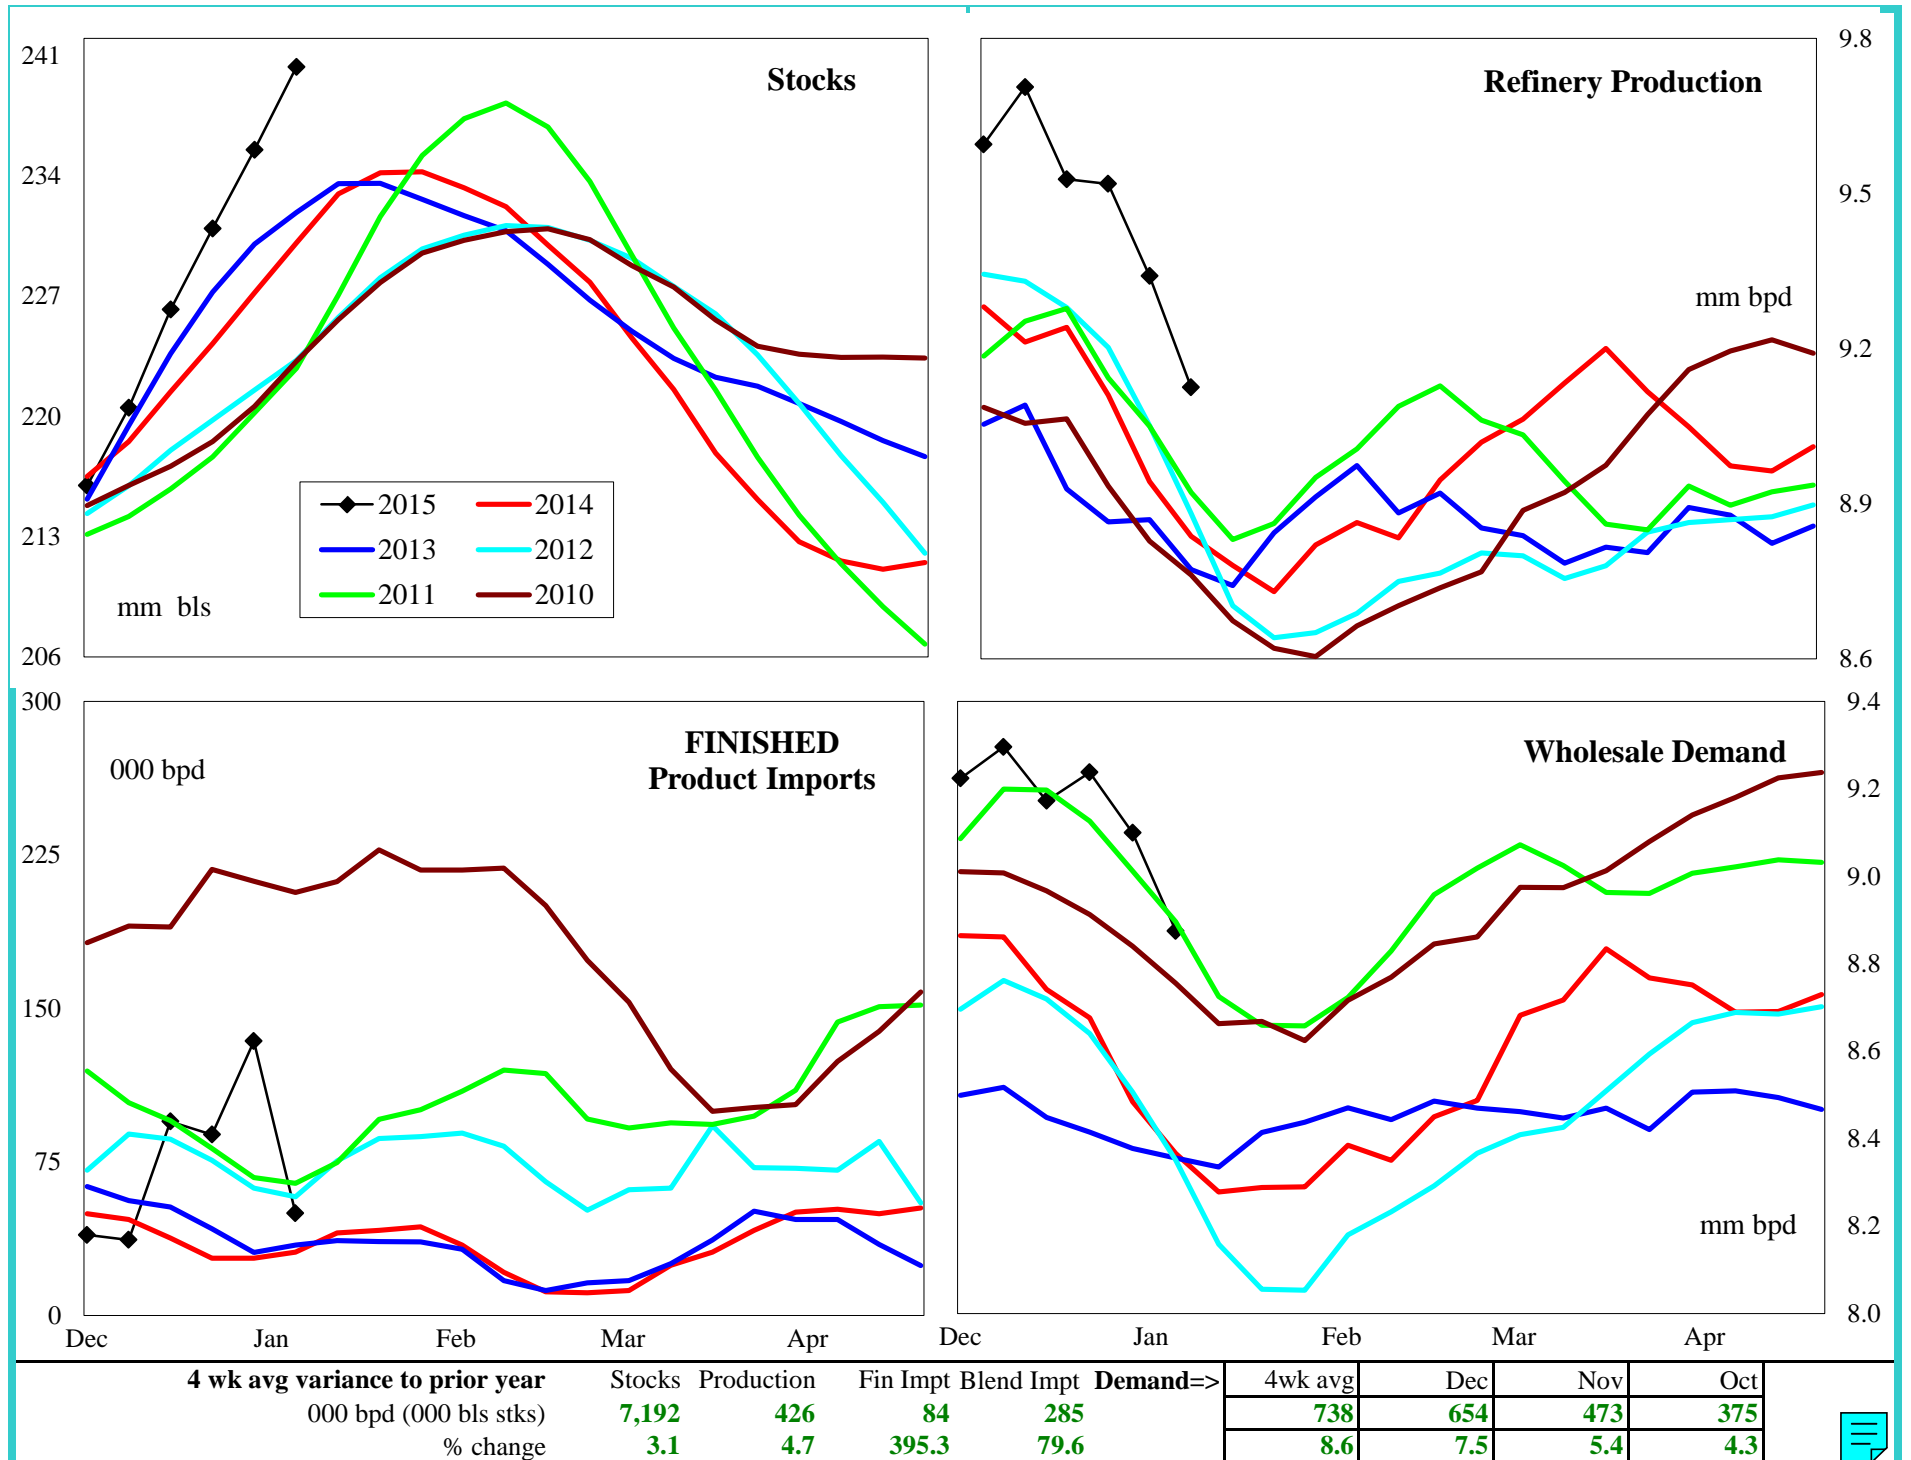 Stocks
241
234
227
220
213
206
mm bls
2015 2014
2013 2012
2011 2010
Refinery Production
mm bpd
9.8
9.5
9.2
8.9
8.6
FINISHED
Product Imports
000 bpd
300
225
150
75
0
Dec Jan Feb Mar Apr
Wholesale Demand
mm bpd
9.4
9.2
9.0
8.8
8.6
8.4
8.2
8.0
Dec Jan Feb Mar Apr
4 wk avg variance to prior year Stocks Production Fin Impt Blend Impt Demand=> 4wk avg Dec Nov Oct
000 bpd (000 bls stks) 7,192 426 84 285 738 654 473 375
% change 3.1 4.7 395.3 79.6 8.6 7.5 5.4 4.3